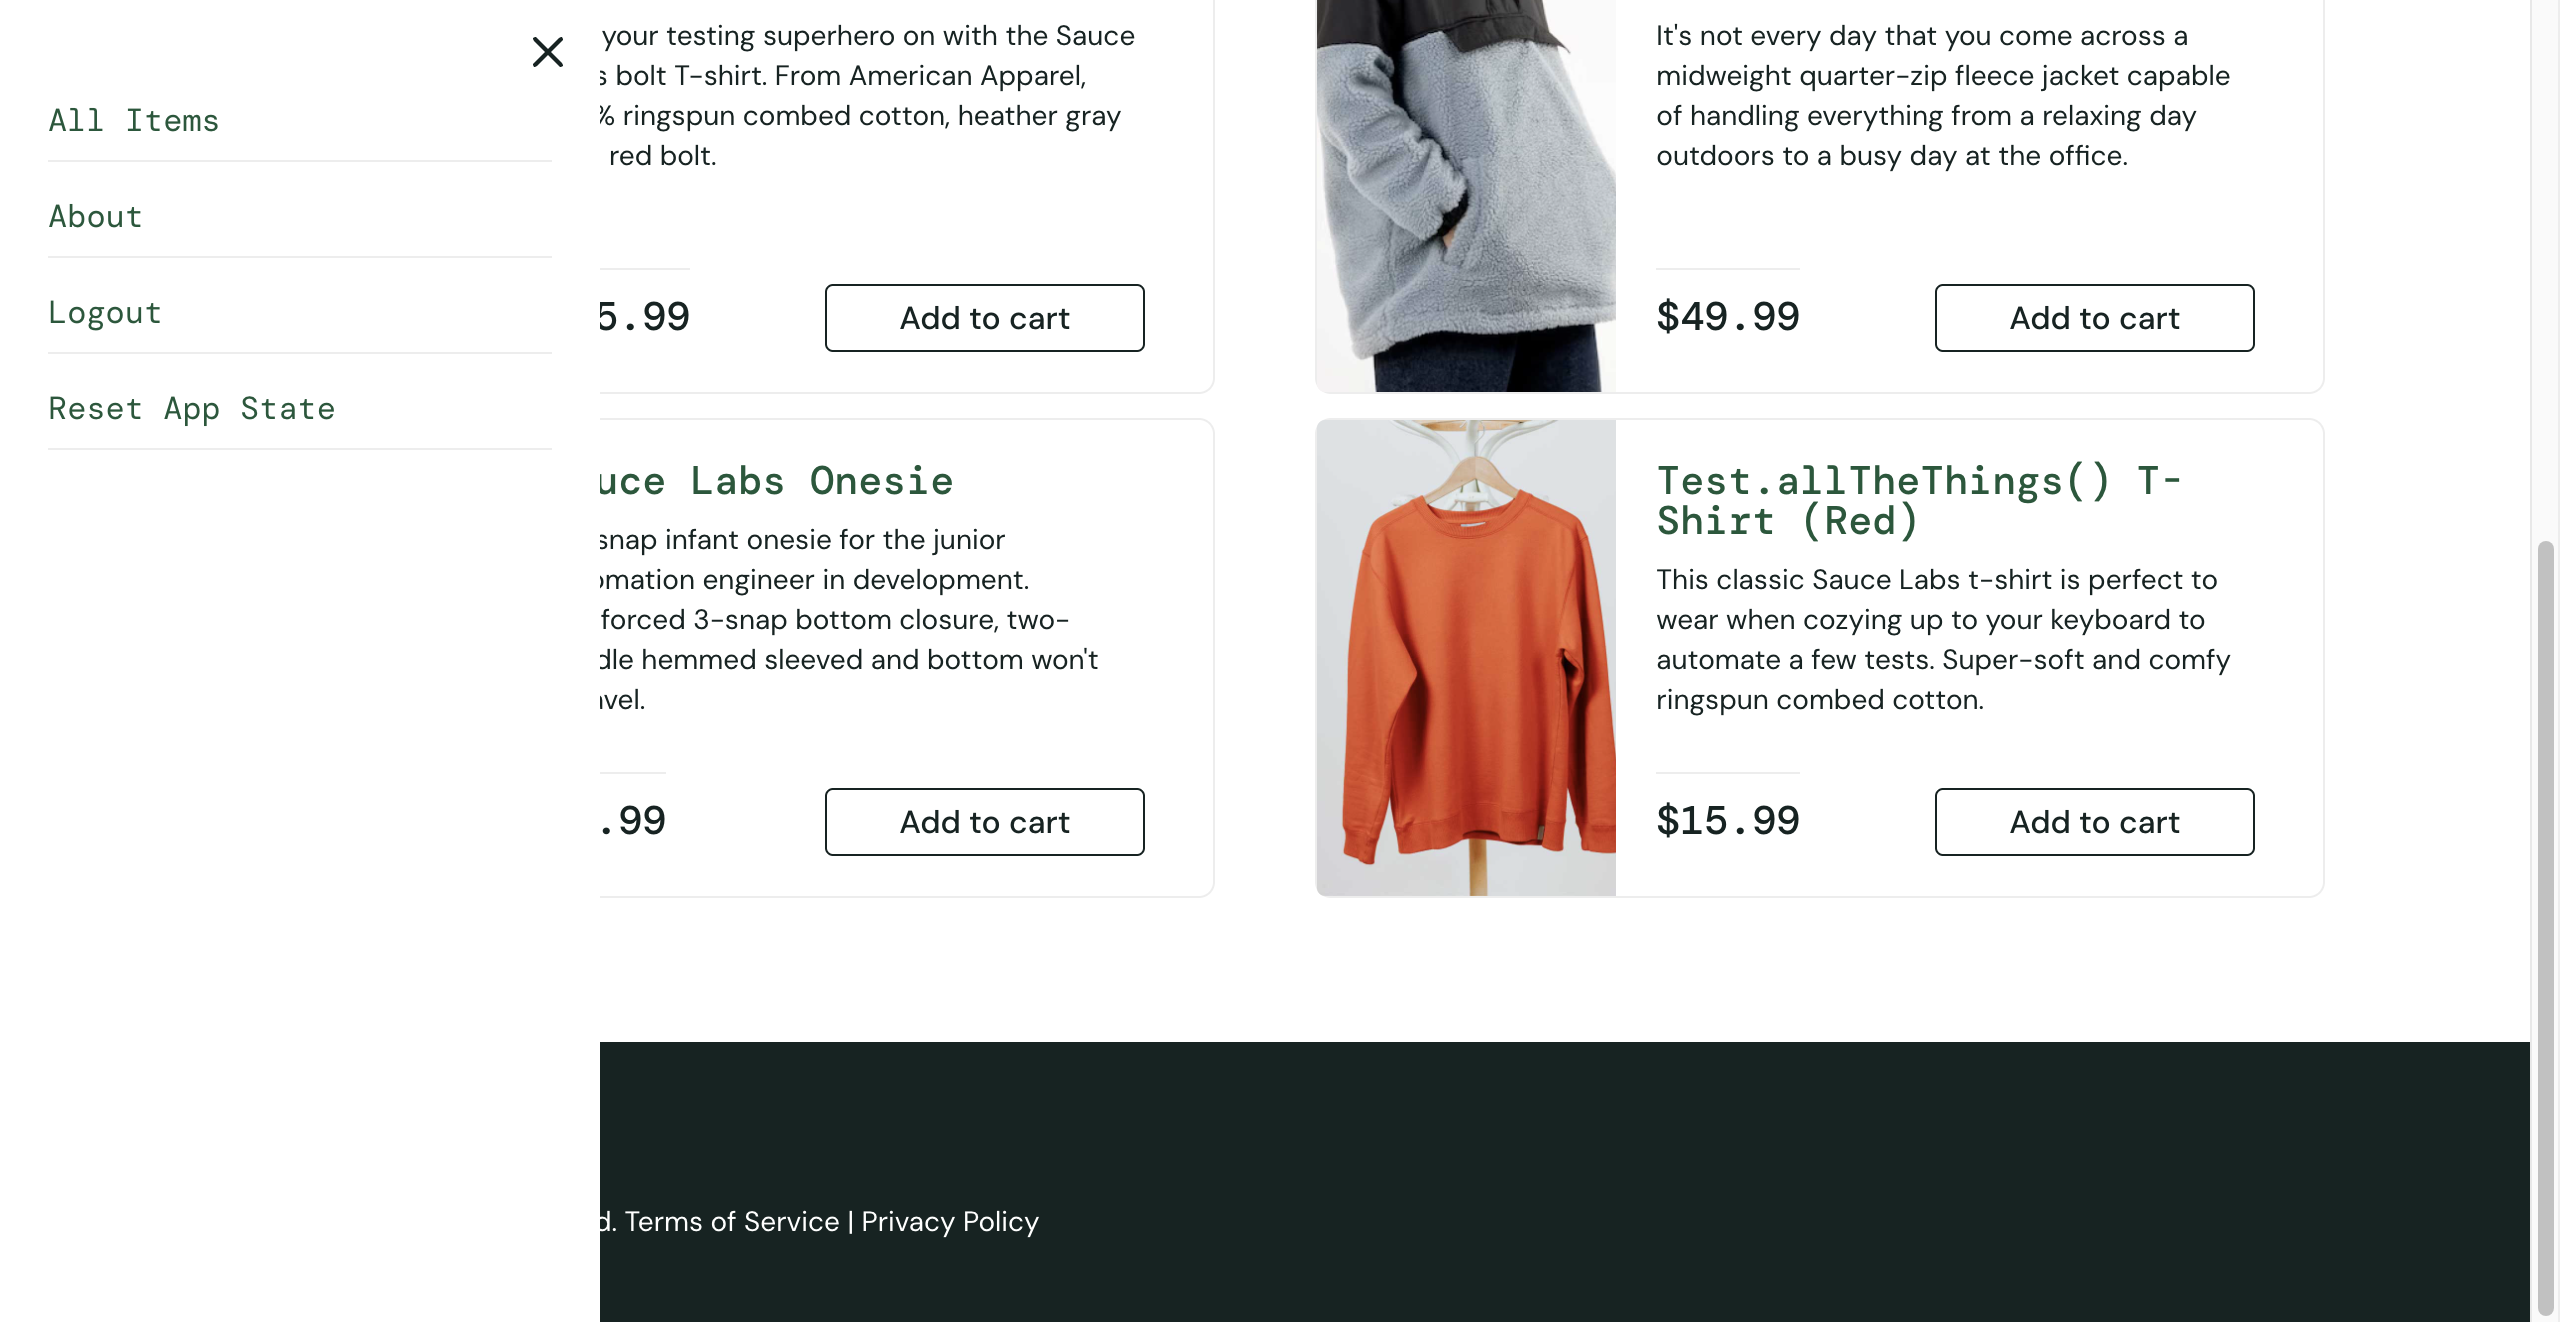 All Items
About
Logout
Reset App State
your testing superhero on with the Sauce
bolt T-shirt. From American Apparel,
% ringspun combed cotton, heather gray
red bolt.
5.99
Add to cart
It's not every day that you come across a
midweight quarter-zip fleece jacket capable
of handling everything from a relaxing day
outdoors to a busy day at the office.
$49.99
Add to cart
uce Labs Onesie
snap infant onesie for the junior
omation engineer in development.
forced 3-snap bottom closure, two-
dle hemmed sleeved and bottom won't
vel.
.99
Add to cart
Test.allTheThings() T-
Shirt (Red)
This classic Sauce Labs t-shirt is perfect to
wear when cozying up to your keyboard to
automate a few tests. Super-soft and comfy
ringspun combed cotton.
$15.99
Add to cart
d. Terms of Service | Privacy Policy